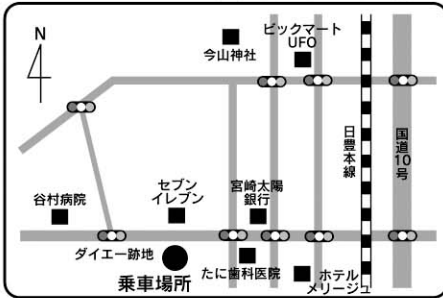 N
今山神社
ビックマート
UFO
日豊本線
国道10号
谷村病院
セブン
イレブン
宮崎太陽
銀行
ダイエー跡地
乗車場所
たに歯科医院
ホテル
メリージュ